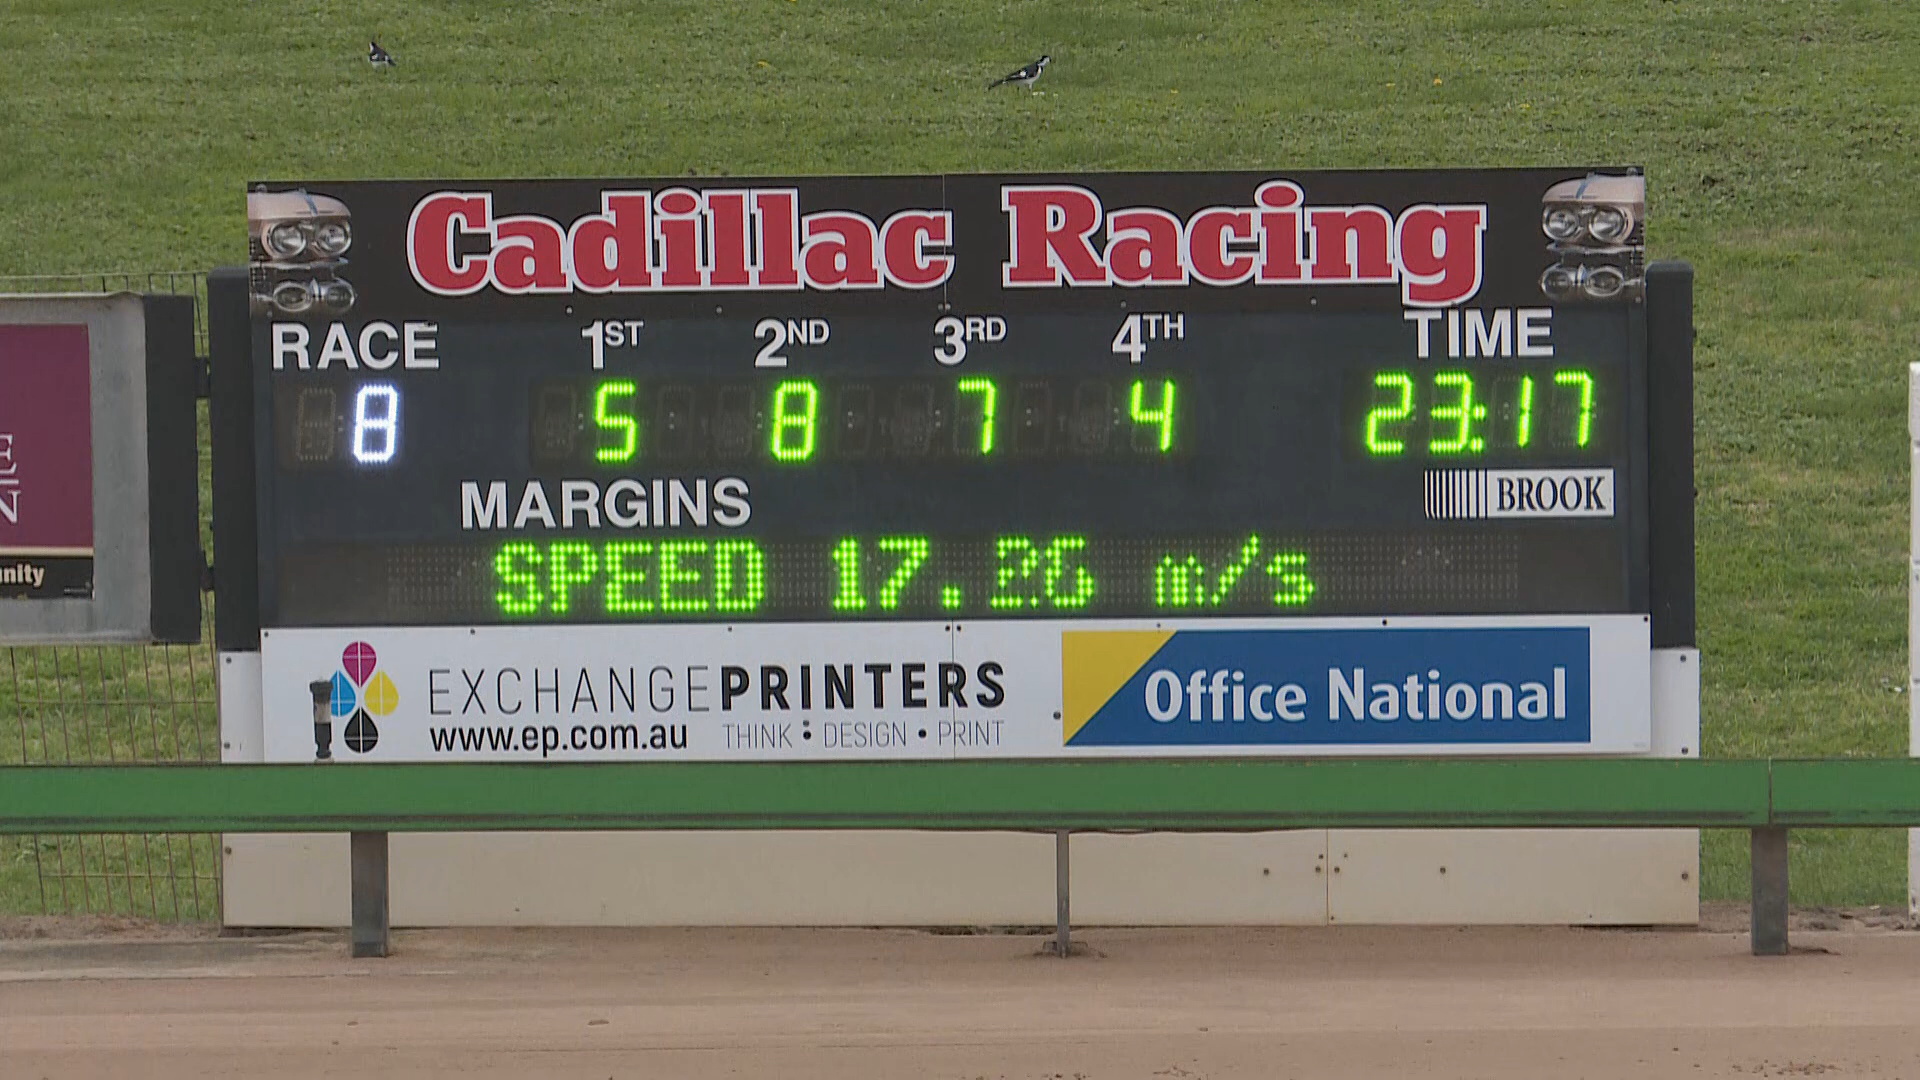 Cadillac Racing
RACE 1ST 2ND 3RD 4TH TIME
8 5 8 7 4 23:17
MARGINS
BROOK
SPEED 17.26 m/s
EXCHANGEPRINTERS
www.ep.com.au THINK • DESIGN • PRINT
Office National